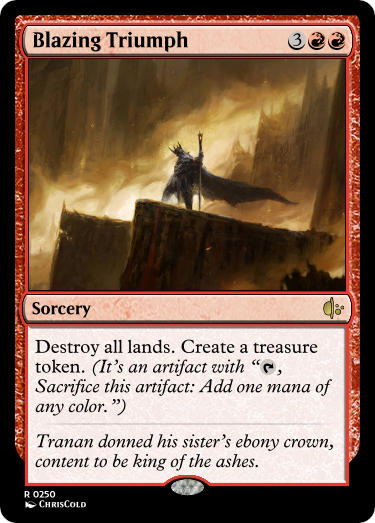 Blazing Triumph 3
Sorcery
Destroy all lands. Create a treasure
token. (It's an artifact with “,
Sacrifice this artifact: Add one mana of
any color.”)
Tranan donned his sister's ebony crown,
content to be king of the ashes.
R 0250
ChrisCold